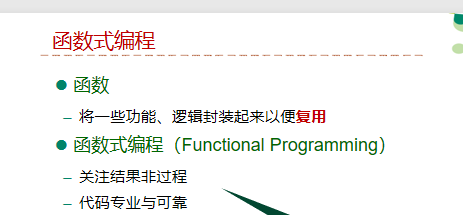 函数式编程
● 函数
– 将一些功能、逻辑封装起来以便复用
● 函数式编程（Functional Programming）
– 关注结果非过程
– 代码专业与可靠